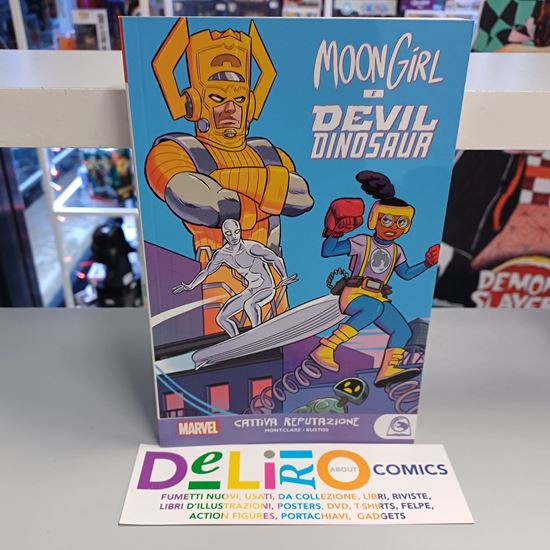 MOON GIRL
E
DEVIL
DINOSAUR
MARVEL
CATTIVA REPUTAZIONE
MONTCLARE • BUSTOS
DeLiRiO ABOUT COMICS
FUMETTI NUOVI, USATI, DA COLLEZIONE, LIBRI, RIVISTE,
LIBRI D'ILLUSTRAZIONI, POSTERS, DVD, T-SHIRTS, FELPE,
ACTION FIGURES, PORTACHIAVI, GADGETS
DEMON
SLAYER